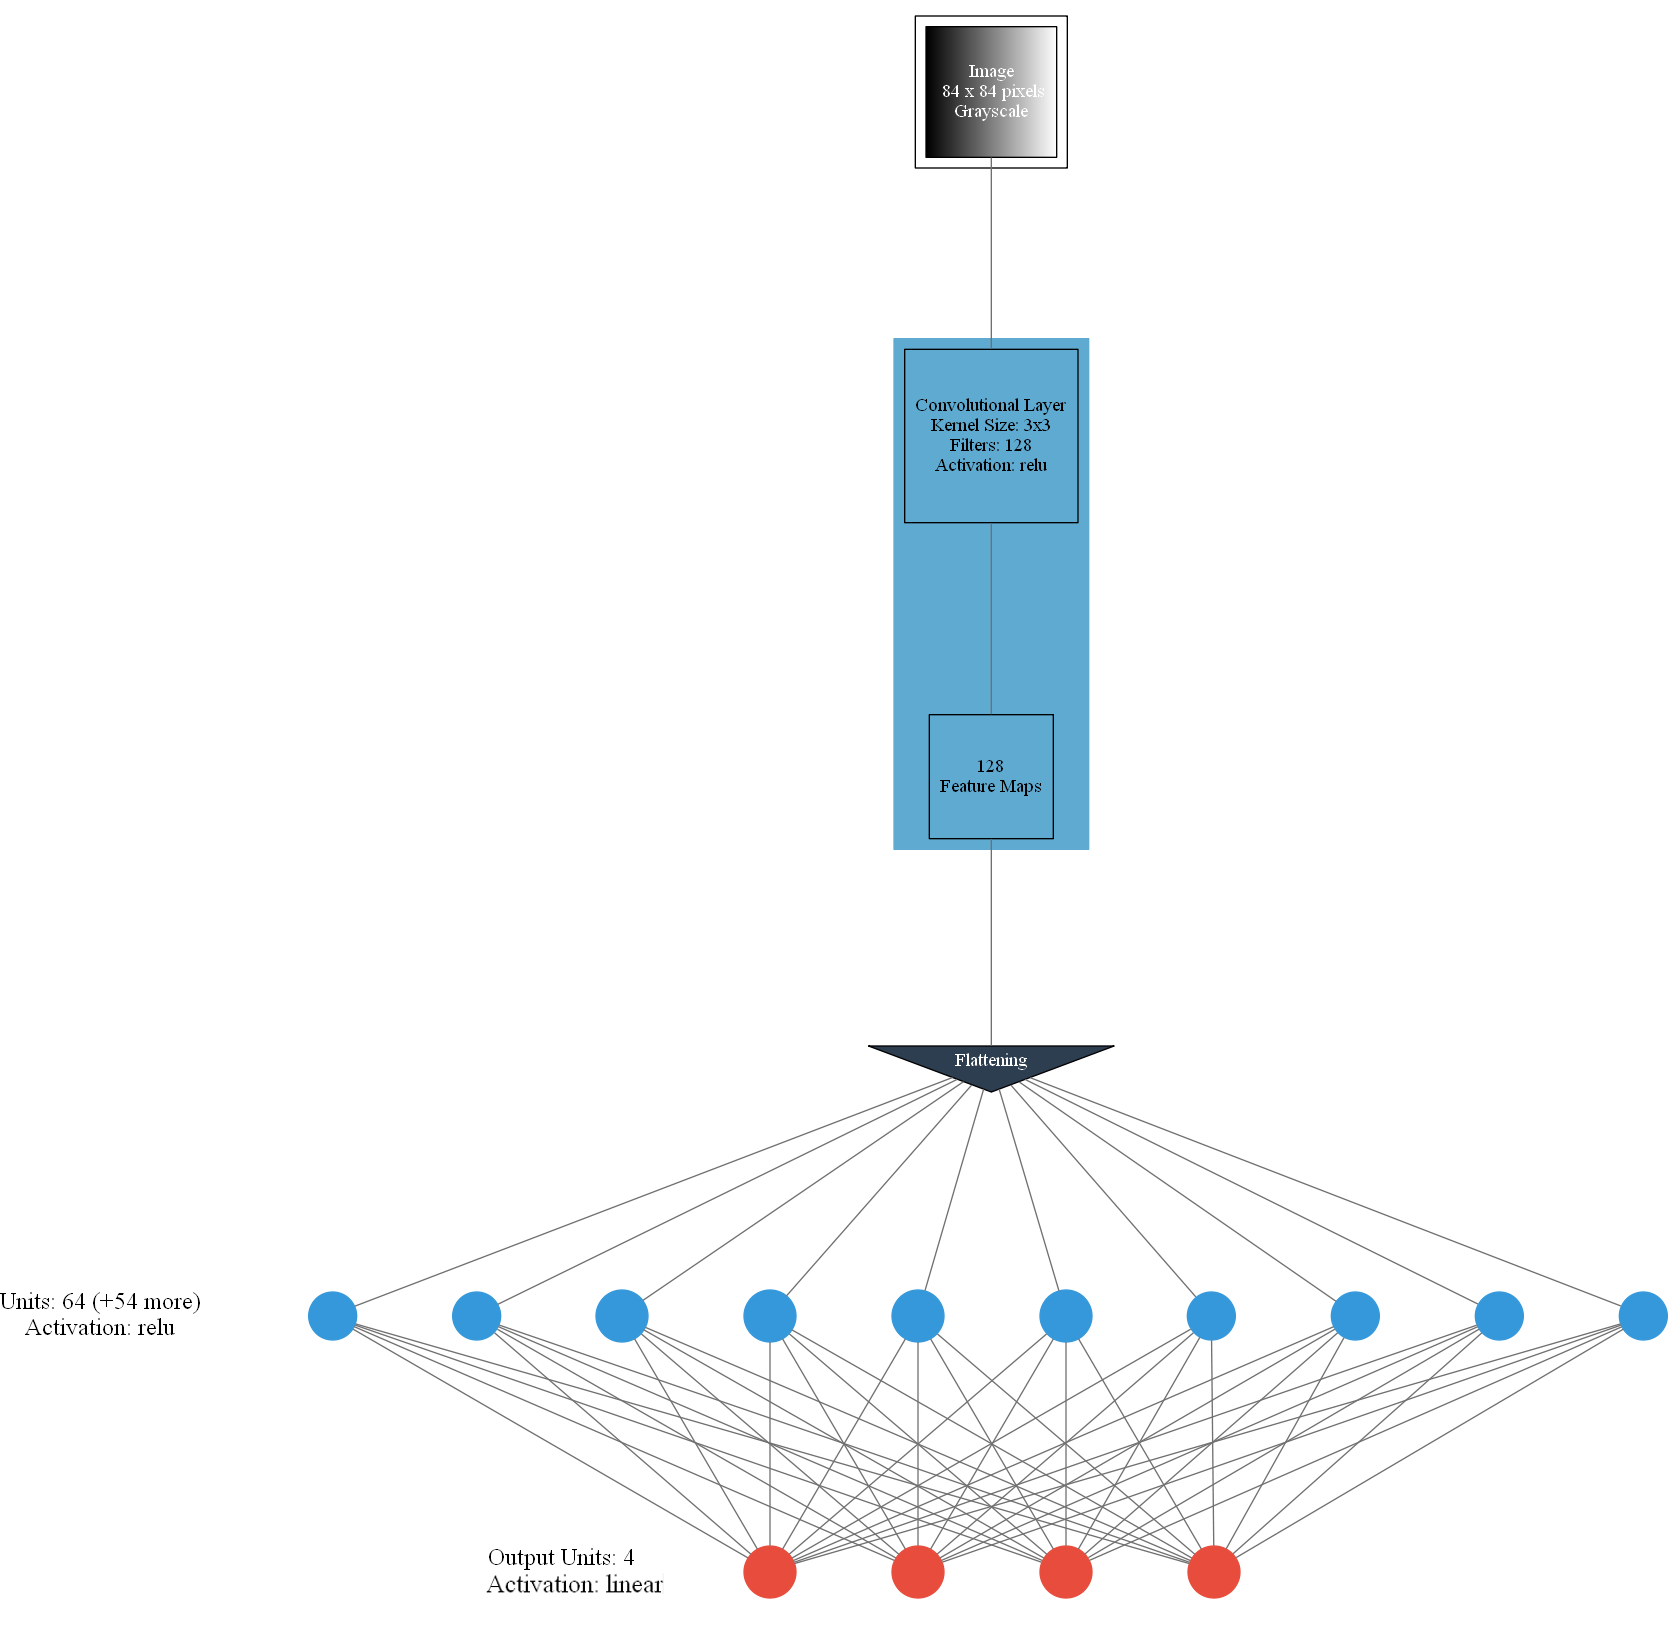 Image
84 x 84 pixels
Grayscale
Convolutional Layer
Kernel Size: 3x3
Filters: 128
Activation: relu
128
Feature Maps
Flattening
Units: 64 (+54 more)
Activation: relu
Output Units: 4
Activation: linear